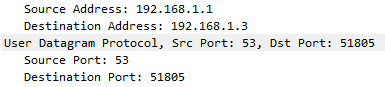 Source Address: 192.168.1.1
Destination Address: 192.168.1.3
User Datagram Protocol, Src Port: 53, Dst Port: 51805
Source Port: 53
Destination Port: 51805